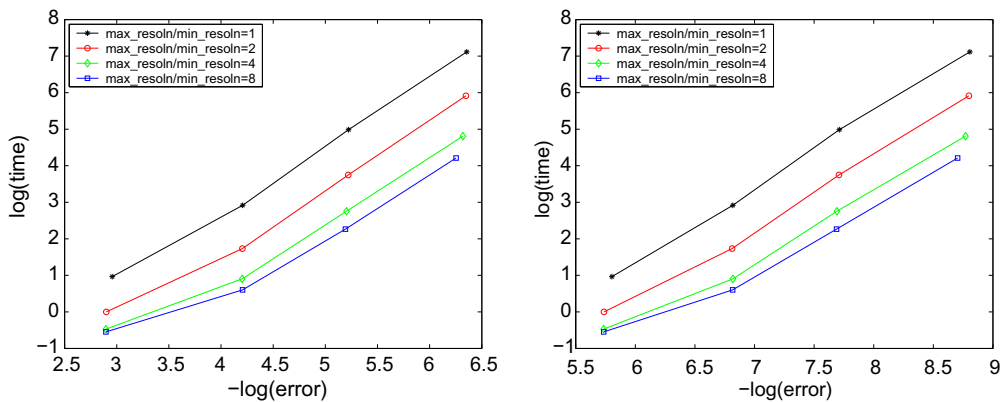 8
7
6
5
4
3
2
1
0
−1
log(time)
max_resoln/min_resoln=1
max_resoln/min_resoln=2
max_resoln/min_resoln=4
max_resoln/min_resoln=8
2.5 3 3.5 4 4.5 5 5.5 6 6.5
−log(error)
8
7
6
5
4
3
2
1
0
−1
log(time)
max_resoln/min_resoln=1
max_resoln/min_resoln=2
max_resoln/min_resoln=4
max_resoln/min_resoln=8
5.5 6 6.5 7 7.5 8 8.5 9
−log(error)